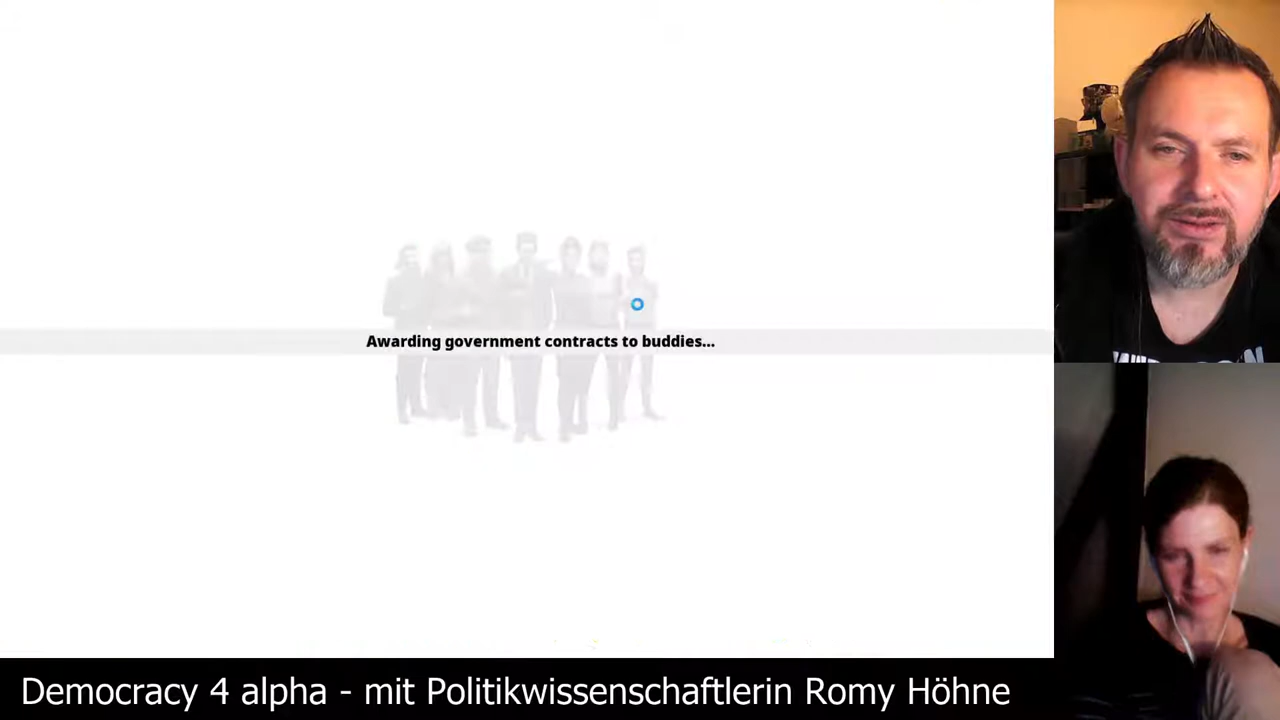 Awarding government contracts to buddies...
Democracy 4 alpha - mit Politikwissenschaftlerin Romy Höhne